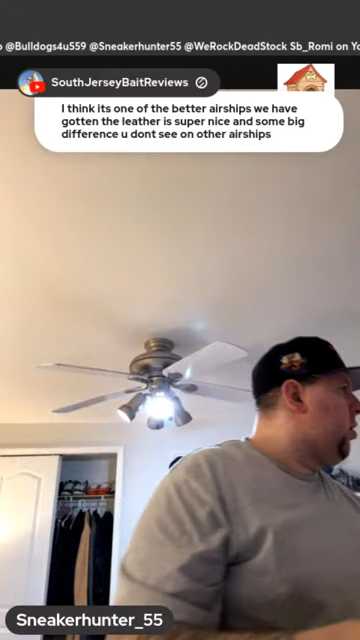 o @Bulldogs4u559 @Sneakerhunter55 @WeRockDeadStock Sb_Romi on Yo
SouthJerseyBaitReviews
I think its one of the better airships we have
gotten the leather is super nice and some big
difference u dont see on other airships
Sneakerhunter_55